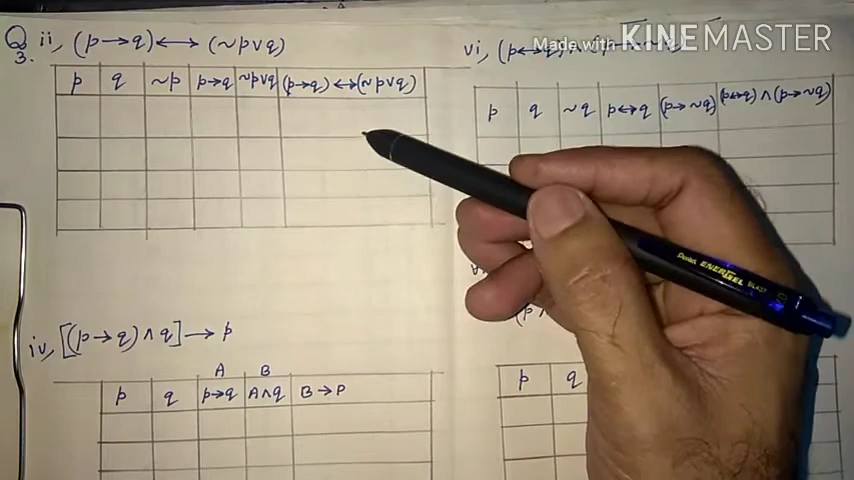 Q 3. ii, (p→q)↔(~p∨q)
p q ~p p→q ~p∨q (p→q)↔(~p∨q)
iv, [(p→q)∧q]→p
A B
p q p→q A∧q B→P
Made with KINEMASTER
vi, (p↔q)
p q ~q p↔q (p→~q) (p↔q)∧(p→~q)
p q
Pentel ENERGEL